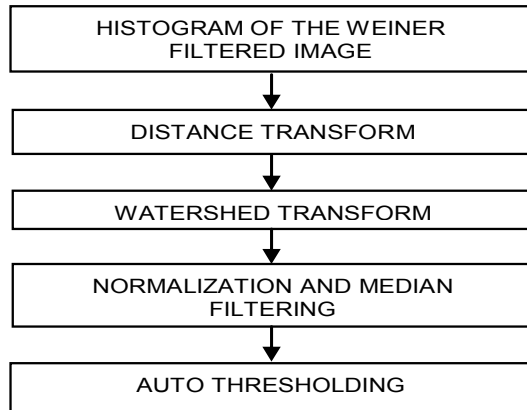 HISTOGRAM OF THE WEINER
FILTERED IMAGE
DISTANCE TRANSFORM
WATERSHED TRANSFORM
NORMALIZATION AND MEDIAN
FILTERING
AUTO THRESHOLDING